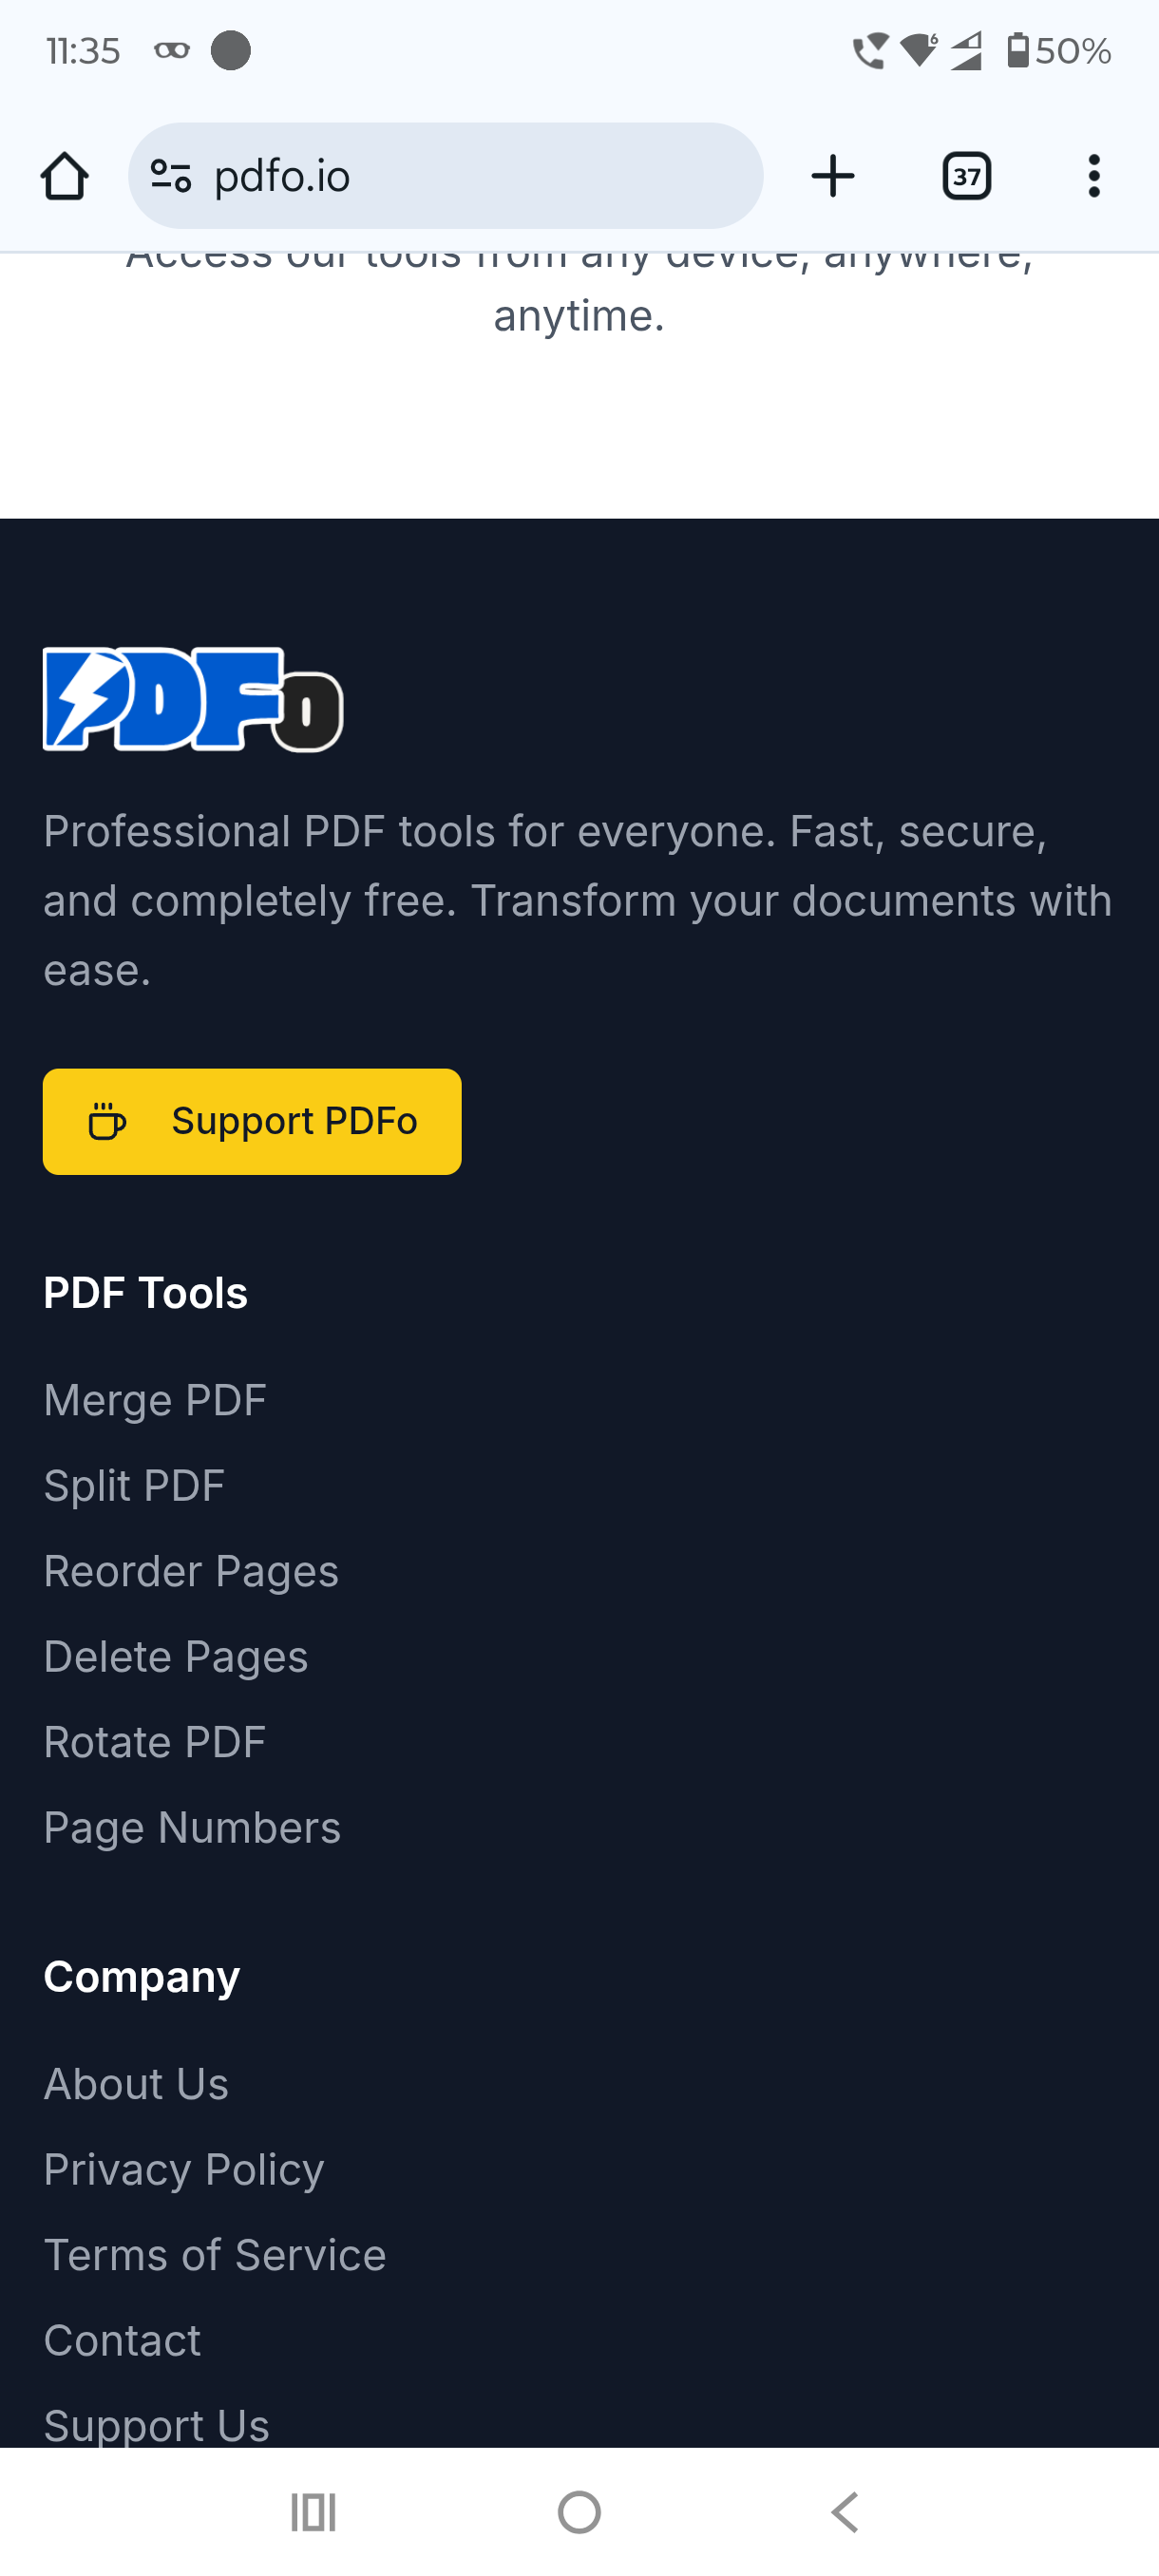 11:35
6
50%
pdfo.io
37
Access our tools from any device, anywhere,
anytime.
PDFo
Professional PDF tools for everyone. Fast, secure,
and completely free. Transform your documents with
ease.
Support PDFo
PDF Tools
Merge PDF
Split PDF
Reorder Pages
Delete Pages
Rotate PDF
Page Numbers
Company
About Us
Privacy Policy
Terms of Service
Contact
Support Us